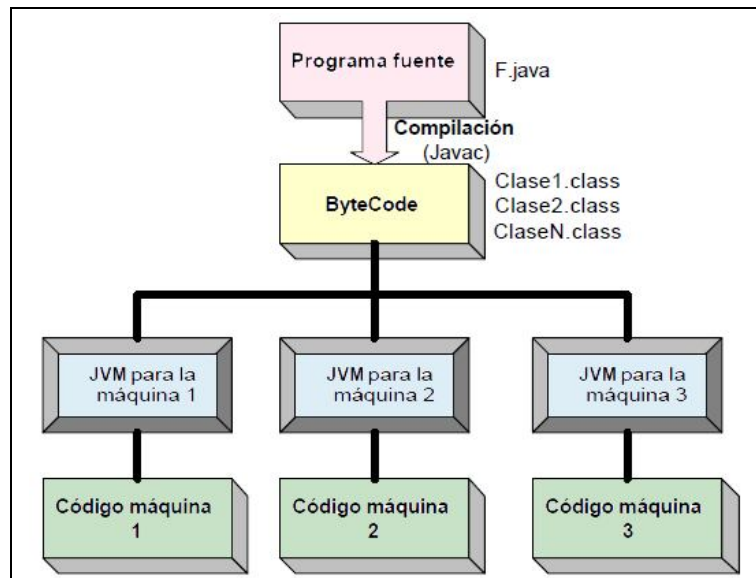 Programa fuente
F.java
Compilación
(Javac)
ByteCode
Clase1.class
Clase2.class
ClaseN.class
JVM para la
máquina 1
JVM para la
máquina 2
JVM para la
máquina 3
Código máquina
1
Código máquina
2
Código máquina
3